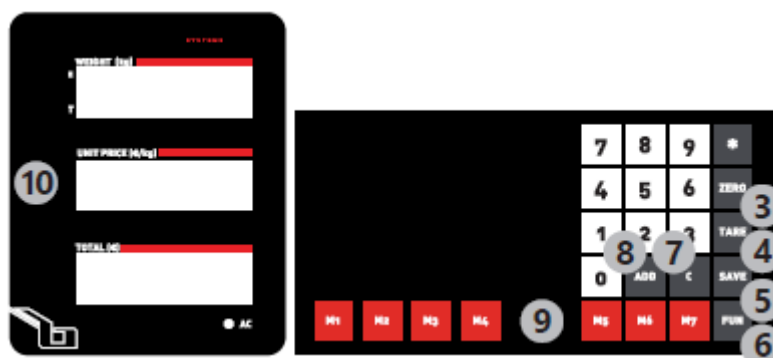 WEIGHT (kg)
T
10
UNIT PRICE (€/kg)
TOTAL (€)
AC
7 8 9 *
4 5 6 ZERO
3
1 2 3 TARE
8 7 4
0 ADD C SAVE
5
M1 M2 M3 M4 9 M5 M6 M7 FUN
6